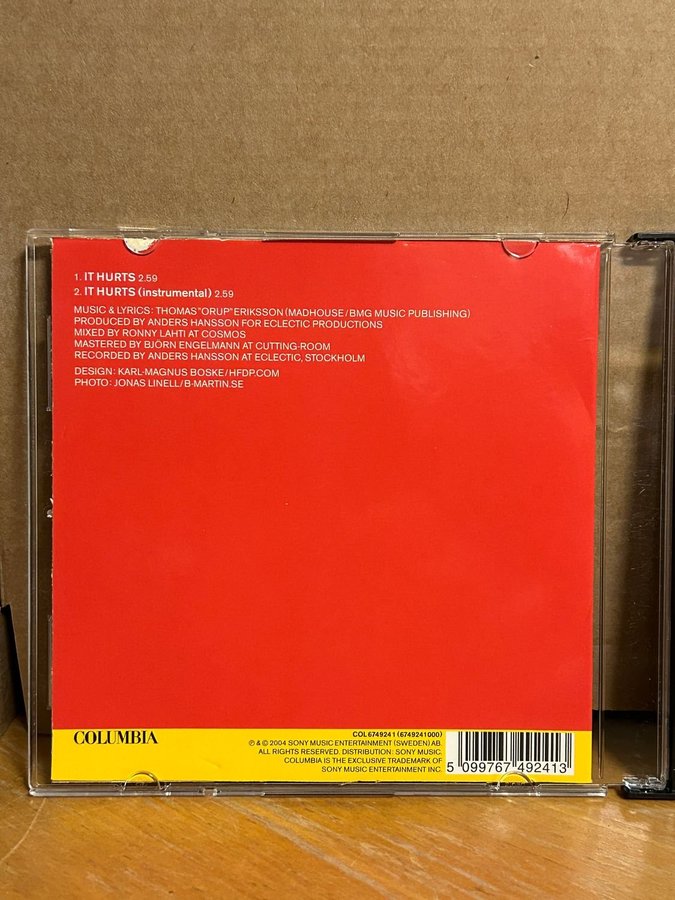 1. IT HURTS 2.59
2. IT HURTS (instrumental) 2.59
MUSIC & LYRICS: THOMAS "ORUP" ERIKSSON (MADHOUSE/BMG MUSIC PUBLISHING)
PRODUCED BY ANDERS HANSSON FOR ECLECTIC PRODUCTIONS
MIXED BY RONNY LAHTI AT COSMOS
MASTERED BY BJÖRN ENGELMANN AT CUTTING-ROOM
RECORDED BY ANDERS HANSSON AT ECLECTIC, STOCKHOLM
DESIGN: KARL-MAGNUS BOSKE/HFDP.COM
PHOTO: JONAS LINELL/B-MARTIN.SE
COLUMBIA
COL 6749241 (6749241000)
℗ & © 2004 SONY MUSIC ENTERTAINMENT (SWEDEN) AB.
ALL RIGHTS RESERVED. DISTRIBUTION: SONY MUSIC.
COLUMBIA IS THE EXCLUSIVE TRADEMARK OF
SONY MUSIC ENTERTAINMENT INC.
5 099767 492413